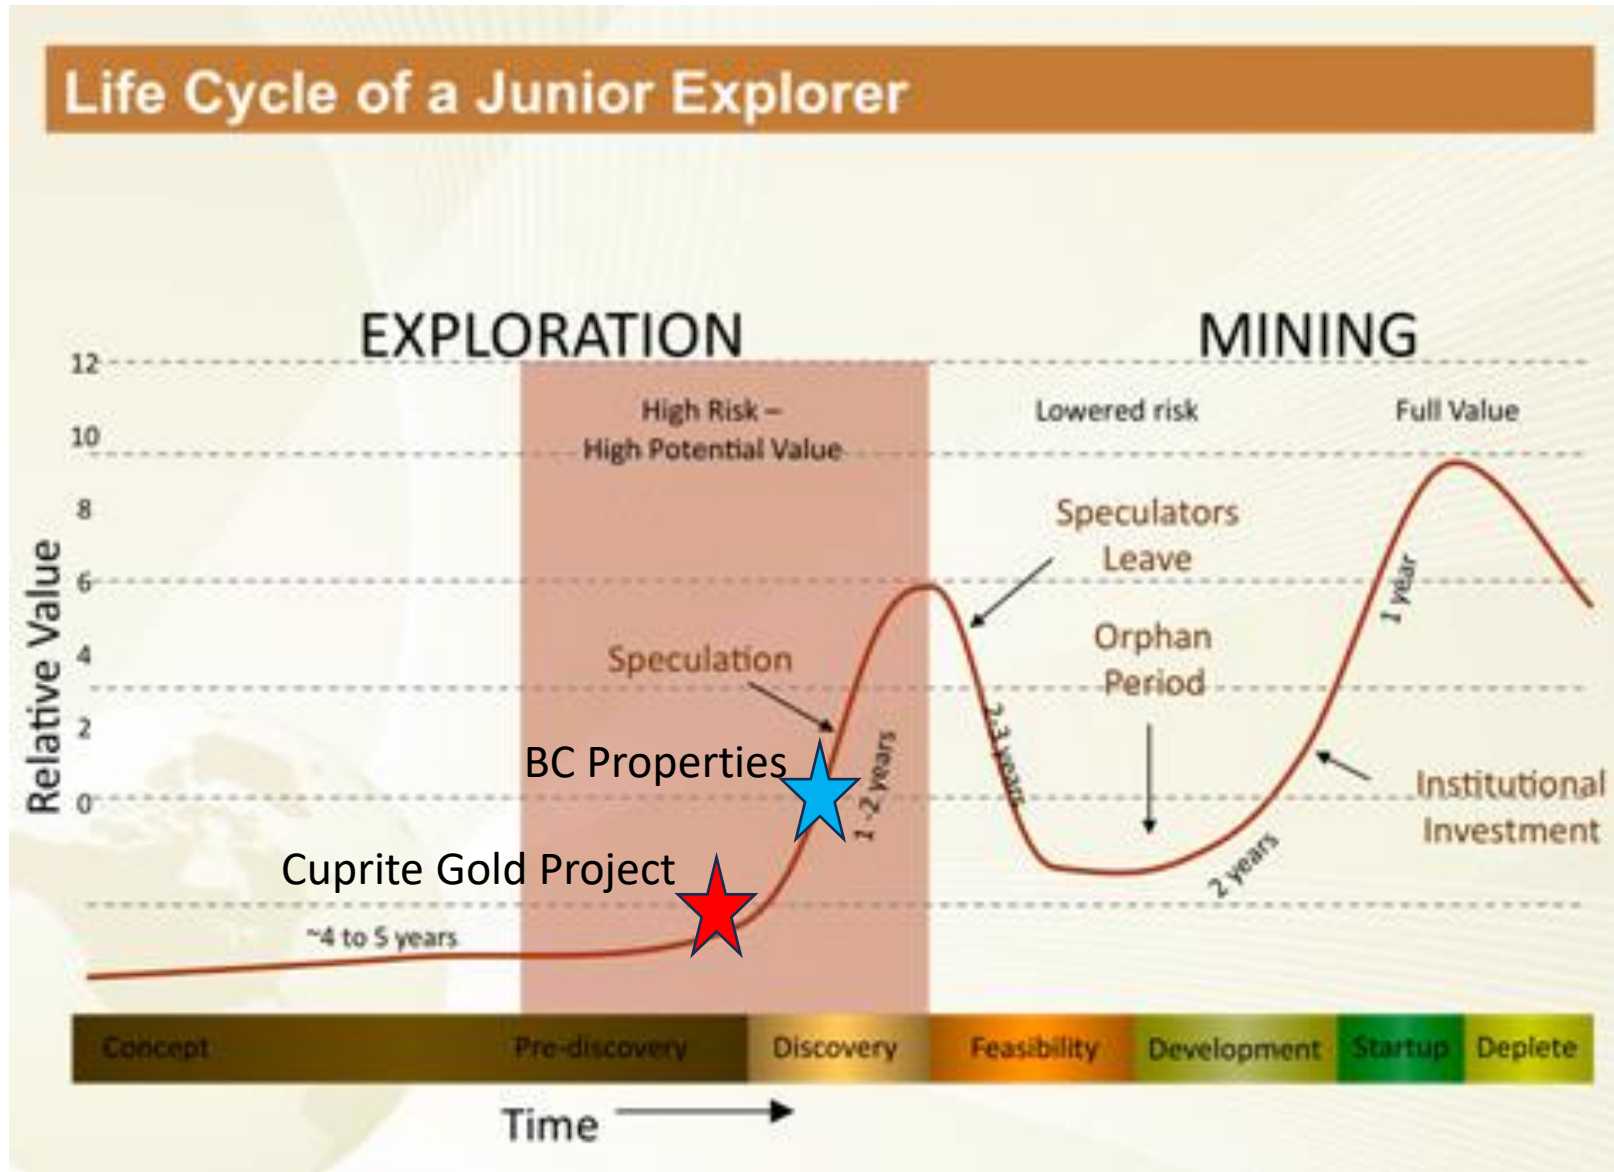 Life Cycle of a Junior Explorer
EXPLORATION
MINING
12
10
8
6
4
2
0
Relative Value
High Risk –
High Potential Value
Lowered risk
Full Value
Speculators
Leave
Orphan
Period
Speculation
BC Properties
Cuprite Gold Project
~4 to 5 years
1 -2 years
2-3 years
2 years
1 year
Institutional
Investment
Concept
Pre-discovery
Discovery
Feasibility
Development
Startup
Deplete
Time